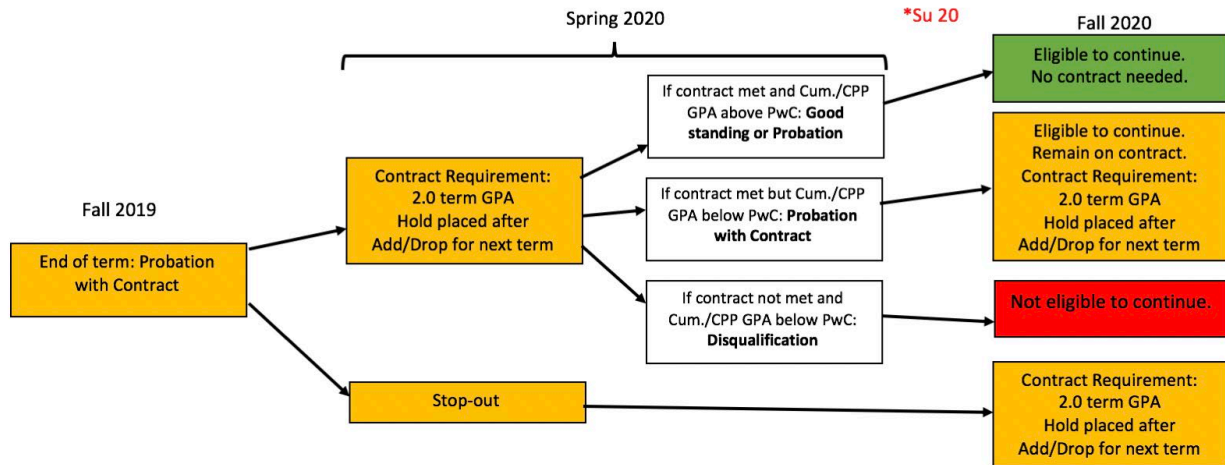 Spring 2020
*Su 20
Fall 2020
Eligible to continue.
No contract needed.
If contract met and Cum./CPP
GPA above PwC: Good
standing or Probation
Eligible to continue.
Remain on contract.
Contract Requirement:
2.0 term GPA
Hold placed after
Add/Drop for next term
Contract Requirement:
2.0 term GPA
Hold placed after
Add/Drop for next term
If contract met but Cum./CPP
GPA below PwC: Probation
with Contract
Fall 2019
End of term: Probation
with Contract
If contract not met and
Cum./CPP GPA below PwC:
Disqualification
Not eligible to continue.
Stop-out
Contract Requirement:
2.0 term GPA
Hold placed after
Add/Drop for next term